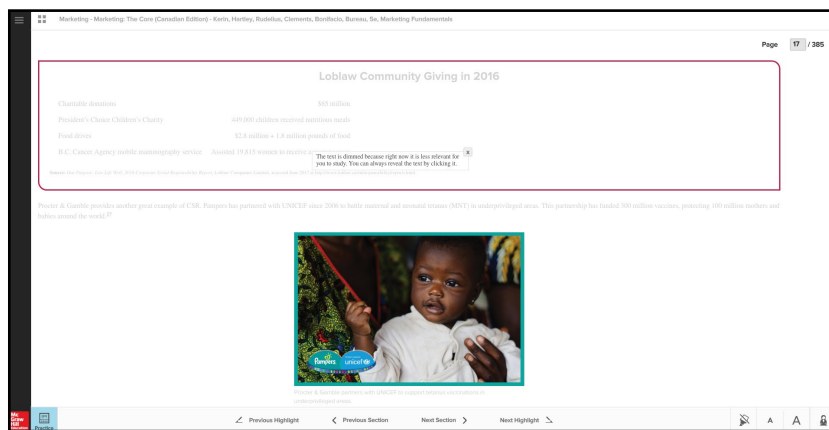 Marketing - Marketing: The Core (Canadian Edition) - Kerin, Hartley, Rudelius, Clements, Bonifacio, Bureau, Se, Marketing Fundamentals
Page 17 / 385
Loblaw Community Giving in 2016
Charitable donations million
President's Choice Children's Charity children received nutritious meals
Food drives $2.8 million + 1.6 million pounds of food
B.C. Cancer Agency mobile mammography service Assisted 19 women to receive
The text is dimmed because right now it is less relevant for
you to study. You can always reveal the text by clicking it.
x
Procter & Gamble provides another great example of CSR. Pampers has partnered with UNICEF since 2006 to battle maternal and neonatal tetanus (MNT) in underprivileged areas. This partnership has funded 300 million vaccines, protecting 100 million mothers and
babies around the world.
Pampers unicef
Procter & Gamble partners with UNICEF to support tetanus vaccinations in
underprivileged areas.
Mc
Graw
Hill
Education
Practice
Previous Highlight
Previous Section
Next Section
Next Highlight
A
A